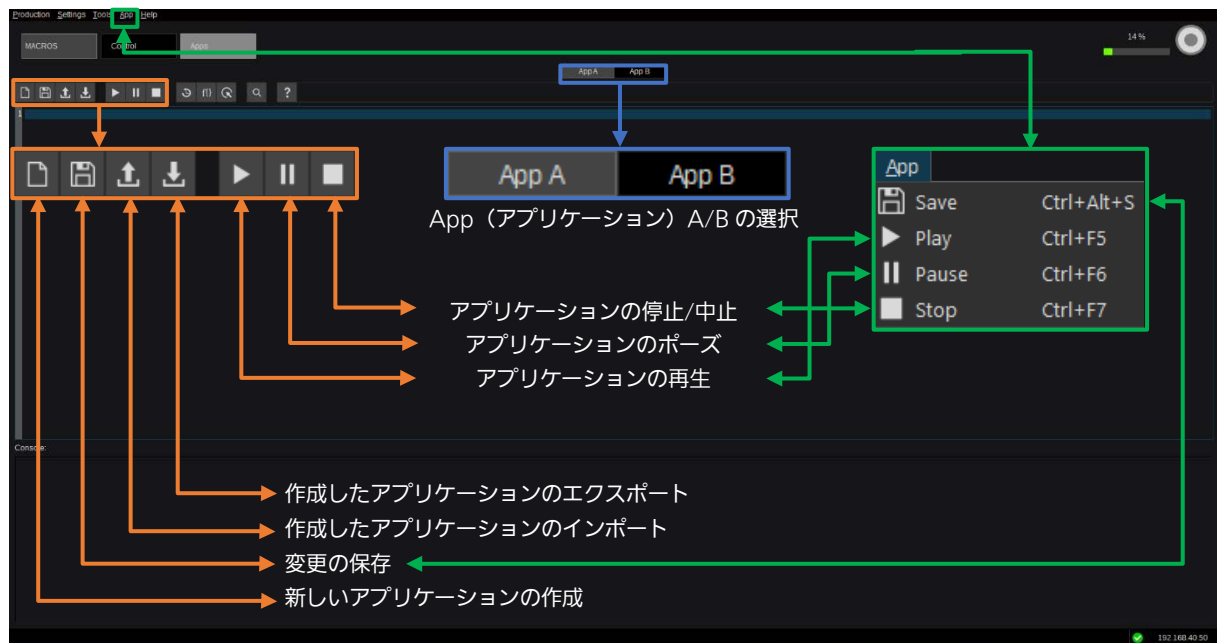 Production Settings Tools App Help
MACROS Control Apps
14 %
App A App B
f() ?
1
App A App B
App（アプリケーション）A/B の選択
App
Save Ctrl+Alt+S
Play Ctrl+F5
Pause Ctrl+F6
Stop Ctrl+F7
アプリケーションの停止/中止
アプリケーションのポーズ
アプリケーションの再生
Console:
作成したアプリケーションのエクスポート
作成したアプリケーションのインポート
変更の保存
新しいアプリケーションの作成
192.168.40.50